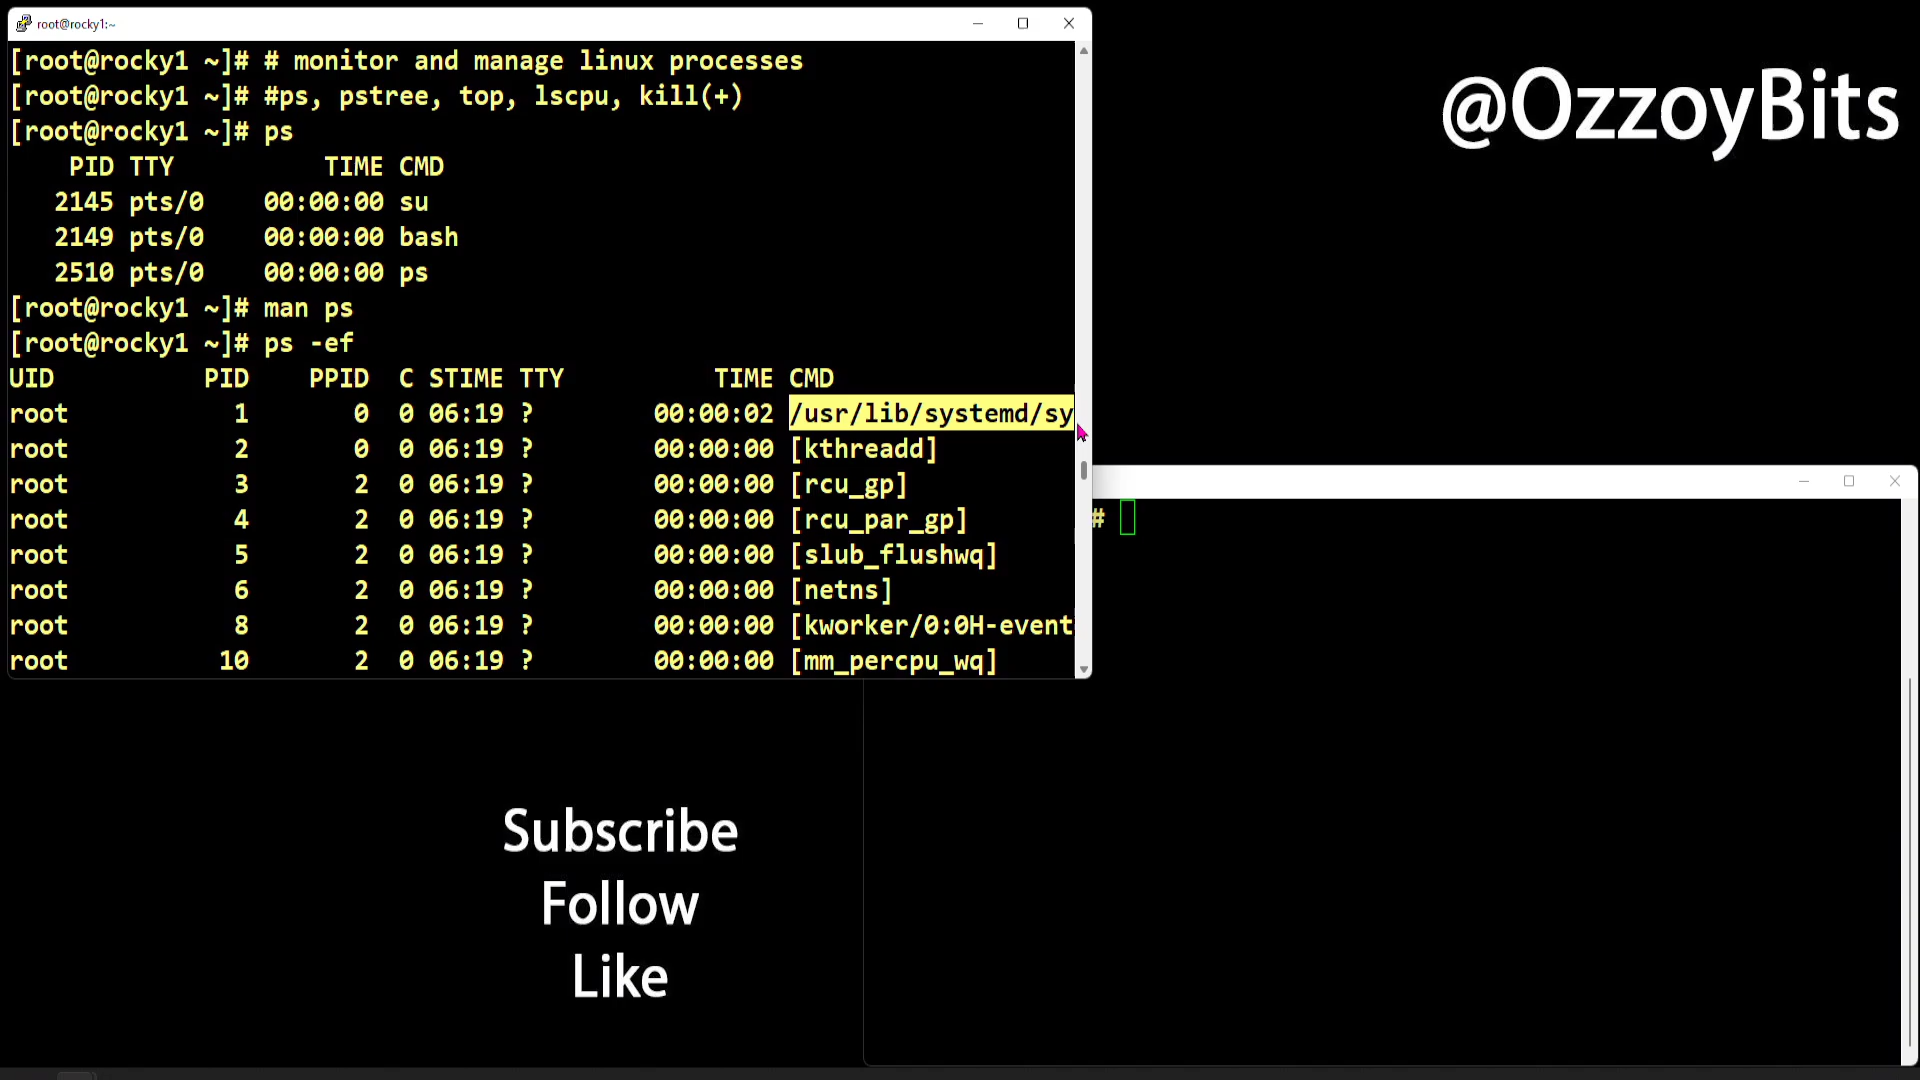 root@rocky1:~
[root@rocky1 ~]# # monitor and manage linux processes
[root@rocky1 ~]# #ps, pstree, top, lscpu, kill(+)
[root@rocky1 ~]# ps
    PID TTY          TIME CMD
   2145 pts/0    00:00:00 su
   2149 pts/0    00:00:00 bash
   2510 pts/0    00:00:00 ps
[root@rocky1 ~]# man ps
[root@rocky1 ~]# ps -ef
UID          PID    PPID  C STIME TTY          TIME CMD
root           1       0  0 06:19 ?        00:00:02 /usr/lib/systemd/sy
root           2       0  0 06:19 ?        00:00:00 [kthreadd]
root           3       2  0 06:19 ?        00:00:00 [rcu_gp]
root           4       2  0 06:19 ?        00:00:00 [rcu_par_gp]
root           5       2  0 06:19 ?        00:00:00 [slub_flushwq]
root           6       2  0 06:19 ?        00:00:00 [netns]
root           8       2  0 06:19 ?        00:00:00 [kworker/0:0H-event
root          10       2  0 06:19 ?        00:00:00 [mm_percpu_wq]
@OzzoyBits
#
Subscribe
Follow
Like